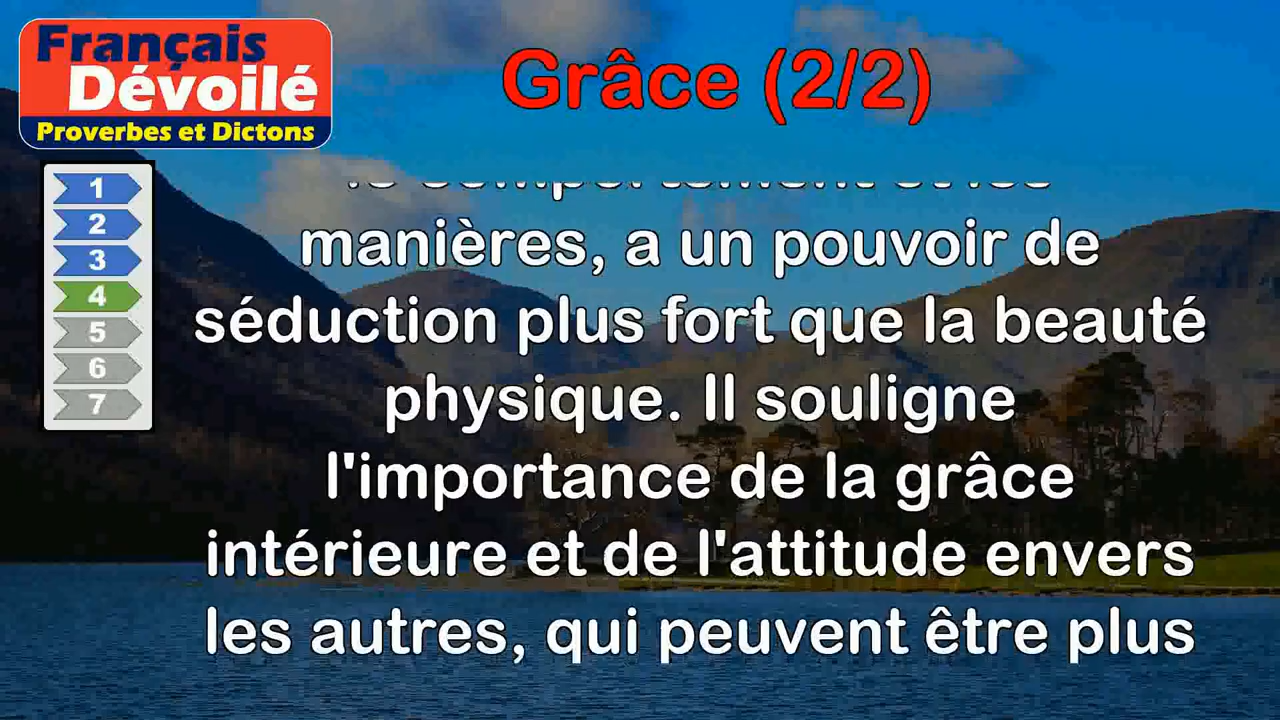 Français
Dévoilé
Proverbes et Dictons
Grâce (2/2)
1
2
3
4
5
6
7
manières, a un pouvoir de
séduction plus fort que la beauté
physique. Il souligne
l'importance de la grâce
intérieure et de l'attitude envers
les autres, qui peuvent être plus